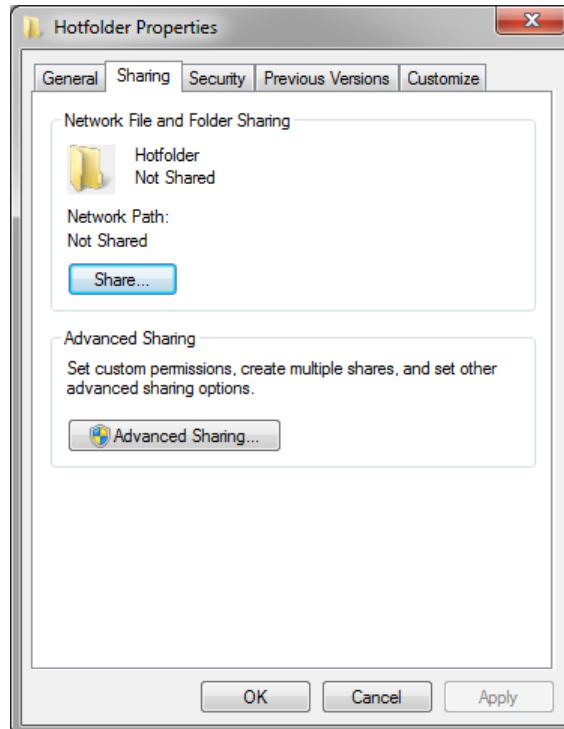 Hotfolder Properties
General Sharing Security Previous Versions Customize
Network File and Folder Sharing
Hotfolder
Not Shared
Network Path:
Not Shared
Share...
Advanced Sharing
Set custom permissions, create multiple shares, and set other
advanced sharing options.
Advanced Sharing...
OK Cancel Apply